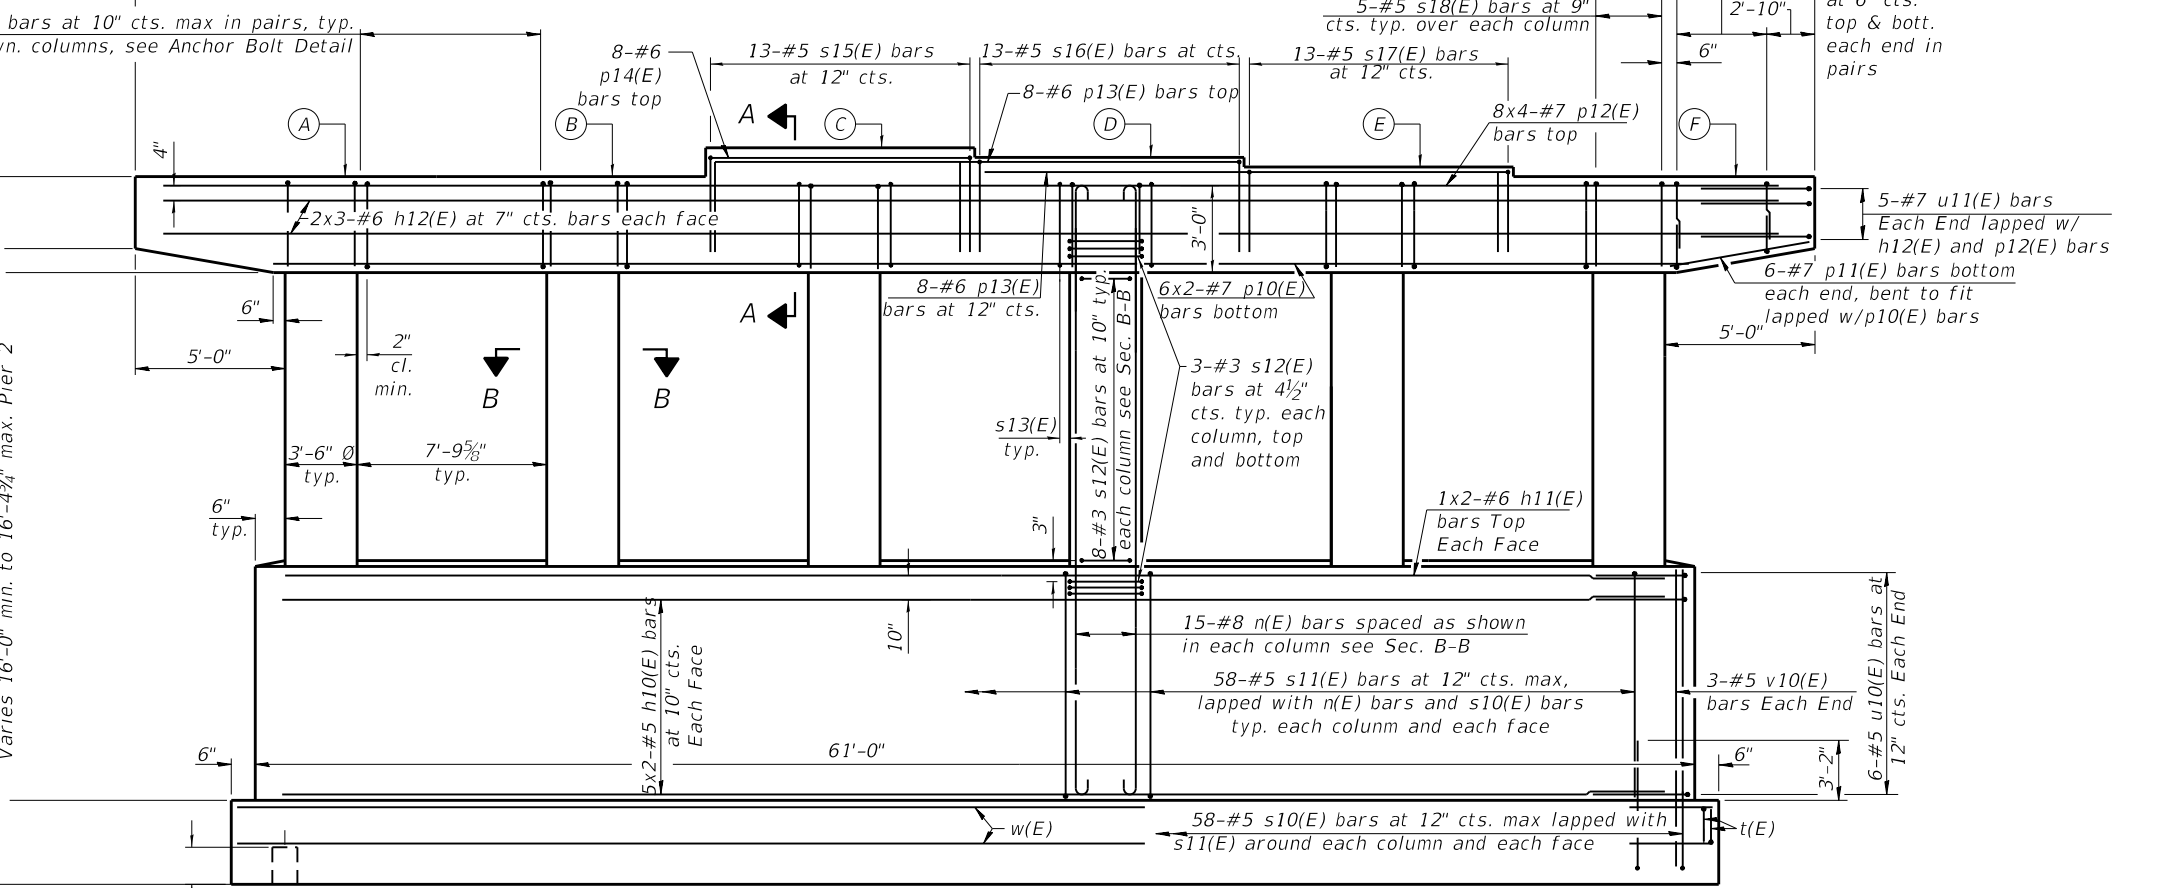 bars at 10" cts. max in pairs, typ.
wn. columns, see Anchor Bolt Detail
8-#6
p14(E)
bars top
13-#5 s15(E) bars
at 12" cts.
13-#5 s16(E) bars at cts.
13-#5 s17(E) bars
at 12" cts.
5-#5 s18(E) bars at 9"
cts. typ. over each column
2'-10"
6"
at 6" cts.
top & bott.
each end in
pairs
8-#6 p13(E) bars top
8x4-#7 p12(E)
bars top
A
B
A
C
D
E
F
4"
2x3-#6 h12(E) at 7" cts. bars each face
3'-0"
5-#7 u11(E) bars
Each End lapped w/
h12(E) and p12(E) bars
6-#7 p11(E) bars bottom
each end, bent to fit
lapped w/p10(E) bars
8-#6 p13(E)
bars at 12" cts.
6x2-#7 p10(E)
bars bottom
A
6"
5'-0"
2"
cl.
min.
B
B
5'-0"
Varies 16'-0" min. to 16'-4¾" max. Pier 2
8-#3 s12(E) bars at 10" typ.
each column see Sec. B-B
3-#3 s12(E)
bars at 4½"
cts. typ. each
column, top
and bottom
s13(E)
typ.
3'-6" Ø
typ.
7'-9⅝"
typ.
6"
typ.
3"
1x2-#6 h11(E)
bars Top
Each Face
10"
5x2-#5 h10(E) bars
at 10" cts.
Each Face
15-#8 n(E) bars spaced as shown
in each column see Sec. B-B
58-#5 s11(E) bars at 12" cts. max,
lapped with n(E) bars and s10(E) bars
typ. each colunm and each face
3-#5 v10(E)
bars Each End
6-#5 u10(E) bars at
12" cts. Each End
6"
61'-0"
6"
3'-2"
w(E)
58-#5 s10(E) bars at 12" cts. max lapped with
s11(E) around each column and each face
t(E)